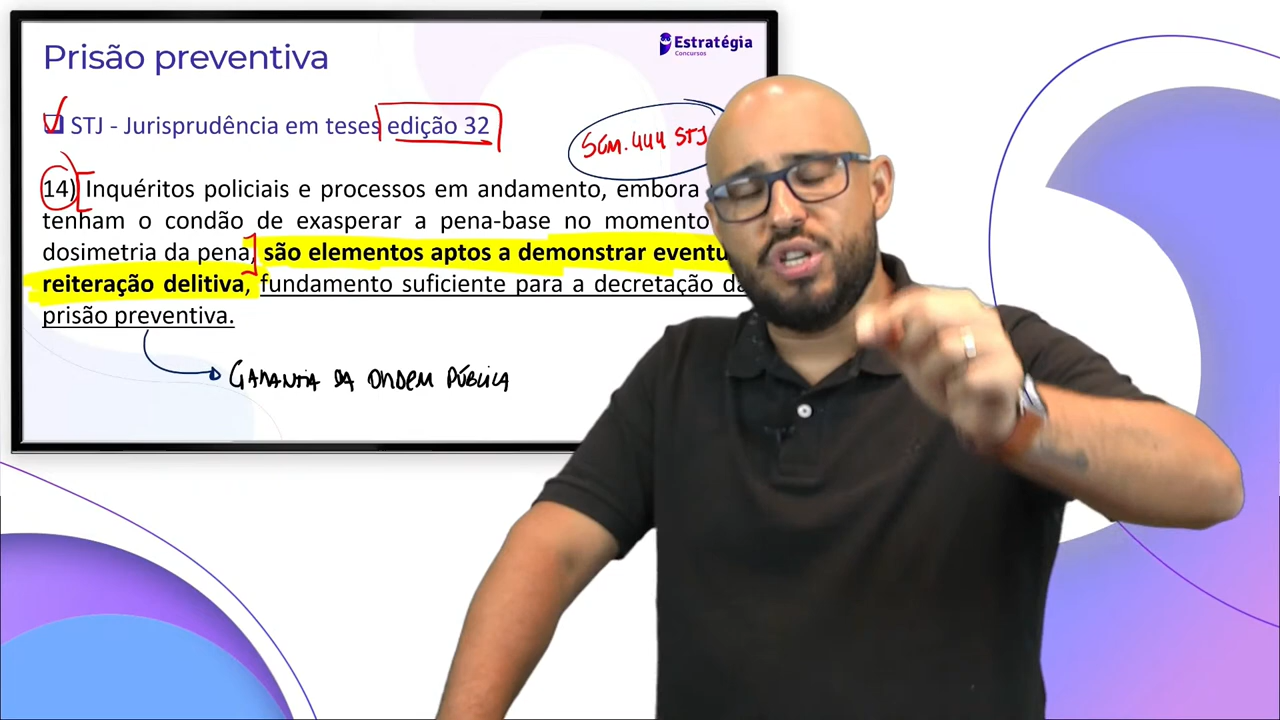 Prisão preventiva
Estratégia
Concursos
STJ - Jurisprudência em teses edição 32
SÚM. 444 STJ
14) Inquéritos policiais e processos em andamento, embora
tenham o condão de exasperar a pena-base no momento
dosimetria da pena, são elementos aptos a demonstrar eventu
reiteração delitiva, fundamento suficiente para a decretação da
prisão preventiva.
GARANTIA DA ORDEM PÚBLICA